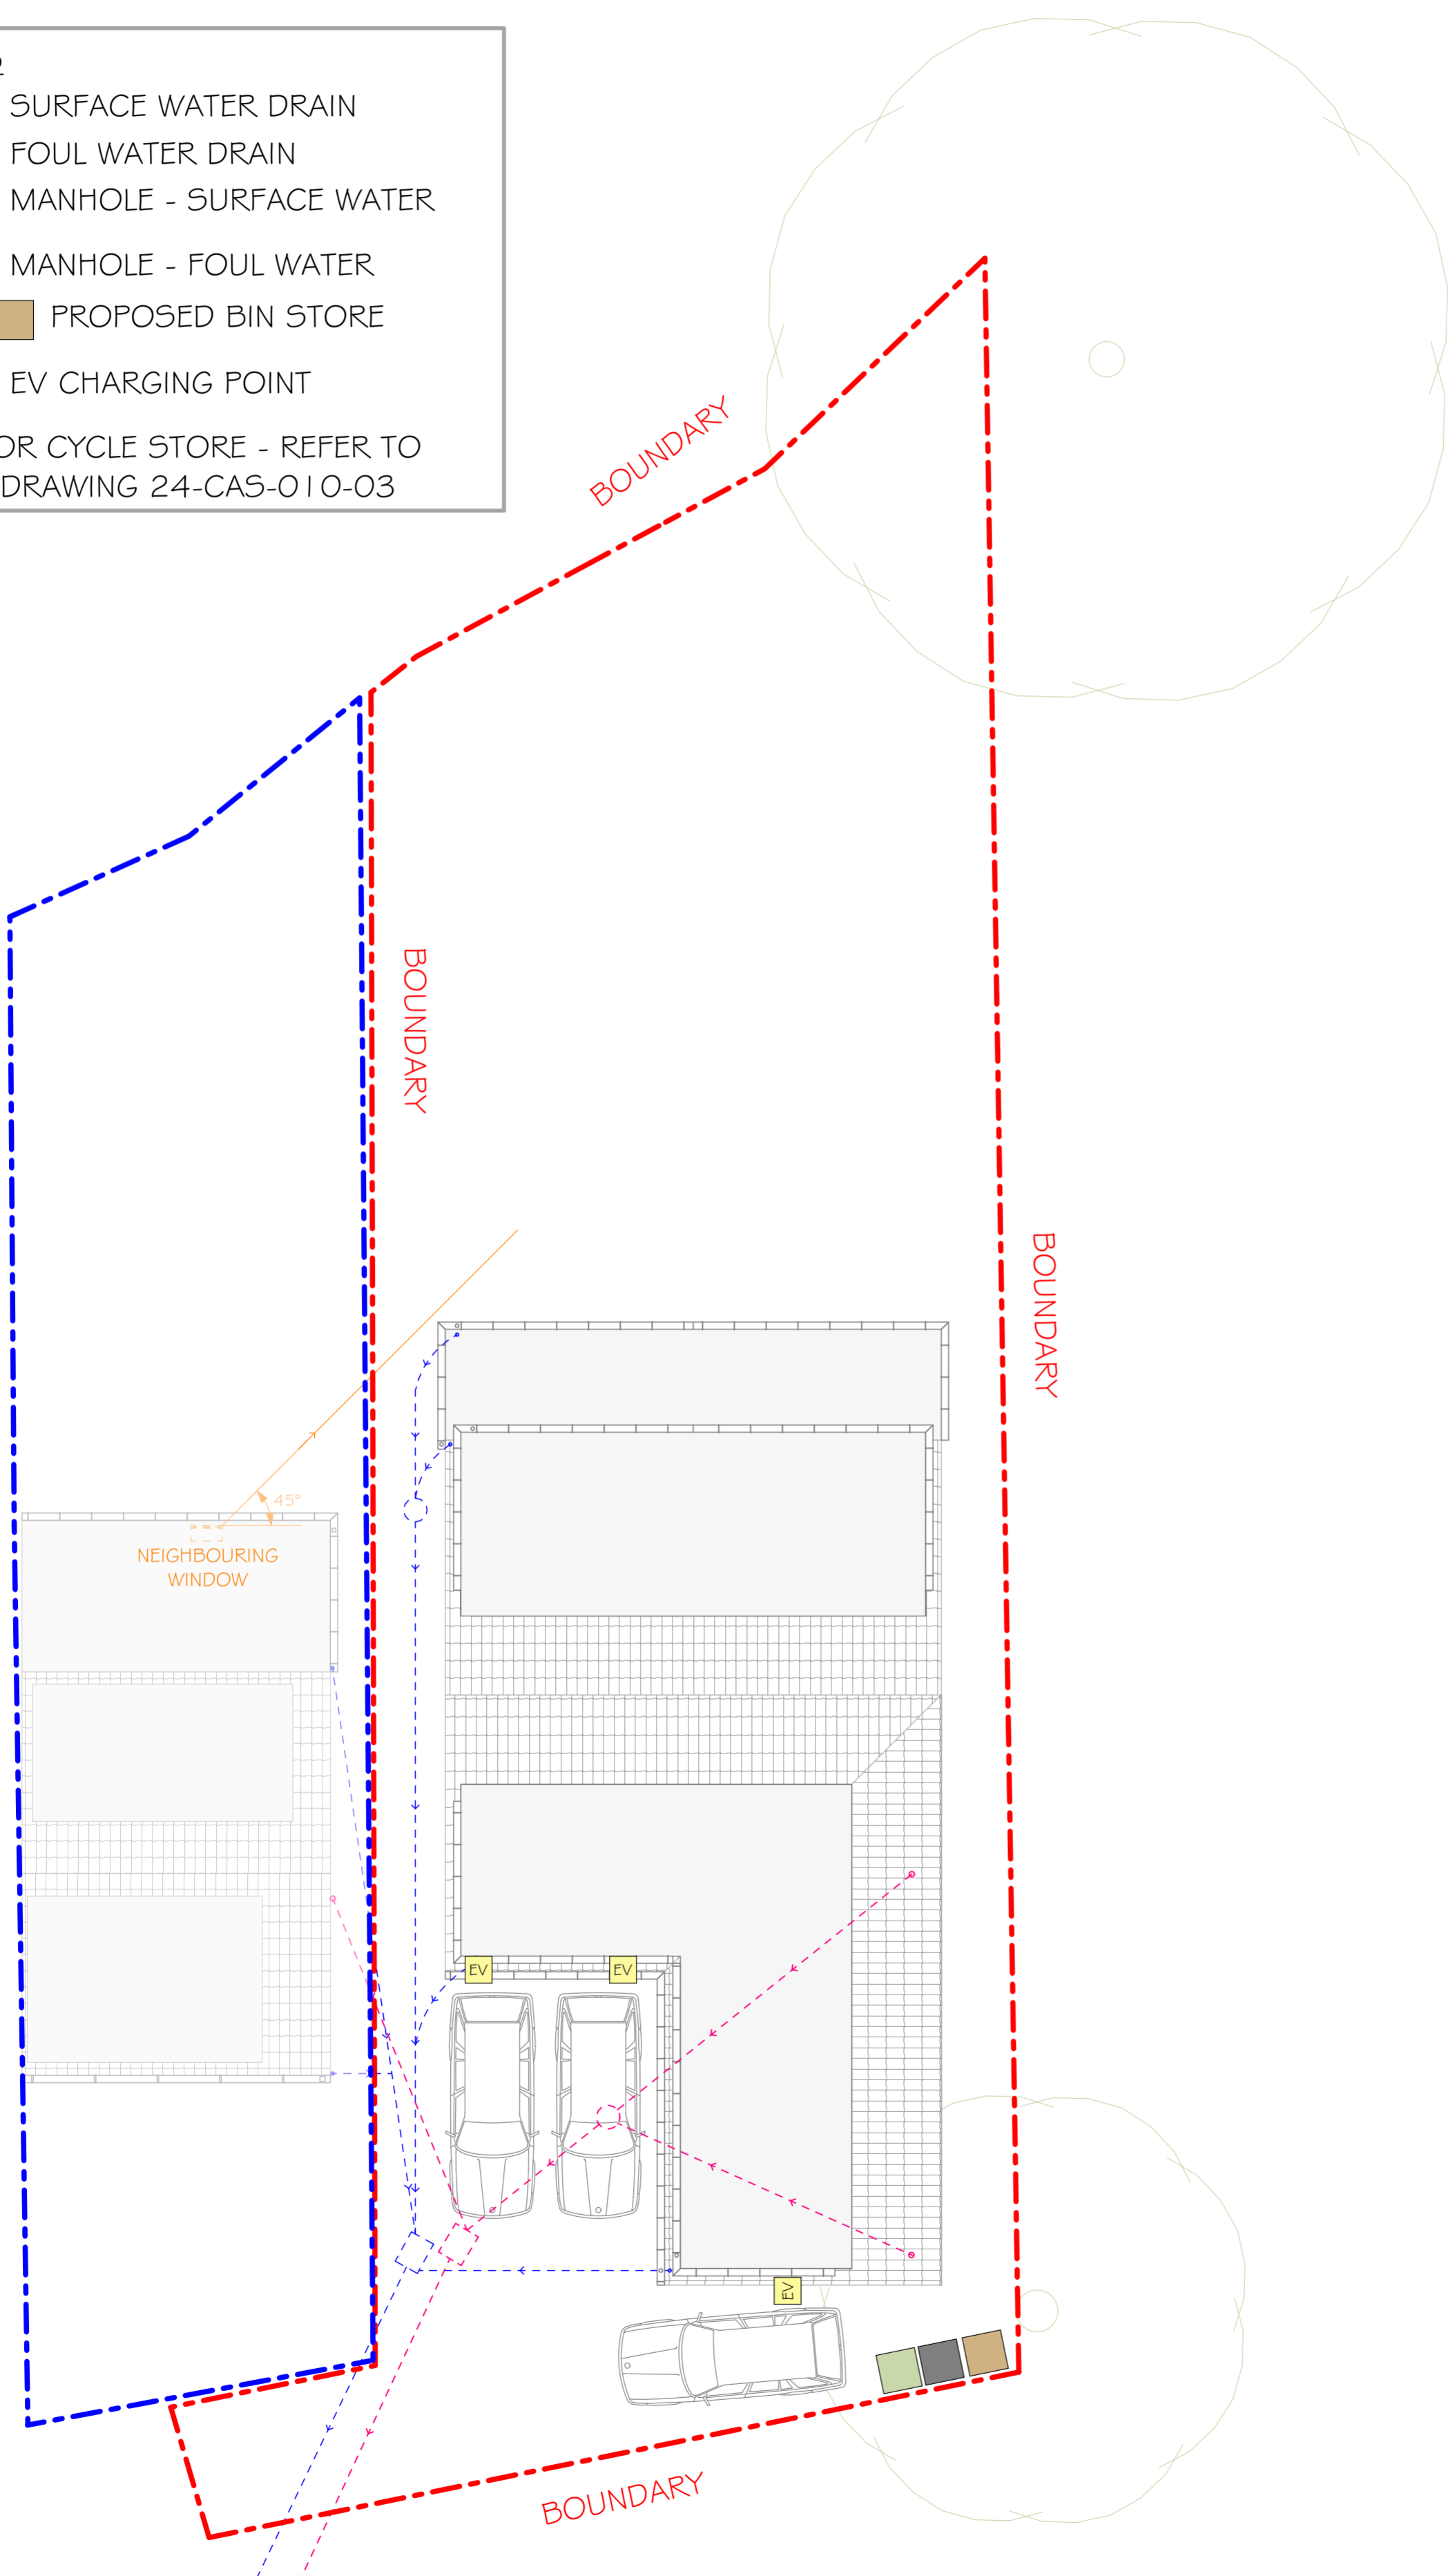 SURFACE WATER DRAIN
FOUL WATER DRAIN
MANHOLE - SURFACE WATER
MANHOLE - FOUL WATER
PROPOSED BIN STORE
EV CHARGING POINT
CYCLE STORE - REFER TO
DRAWING 24-CAS-010-03
BOUNDARY
BOUNDARY
BOUNDARY
45°
NEIGHBOURING
WINDOW
EV
EV
EV
BOUNDARY